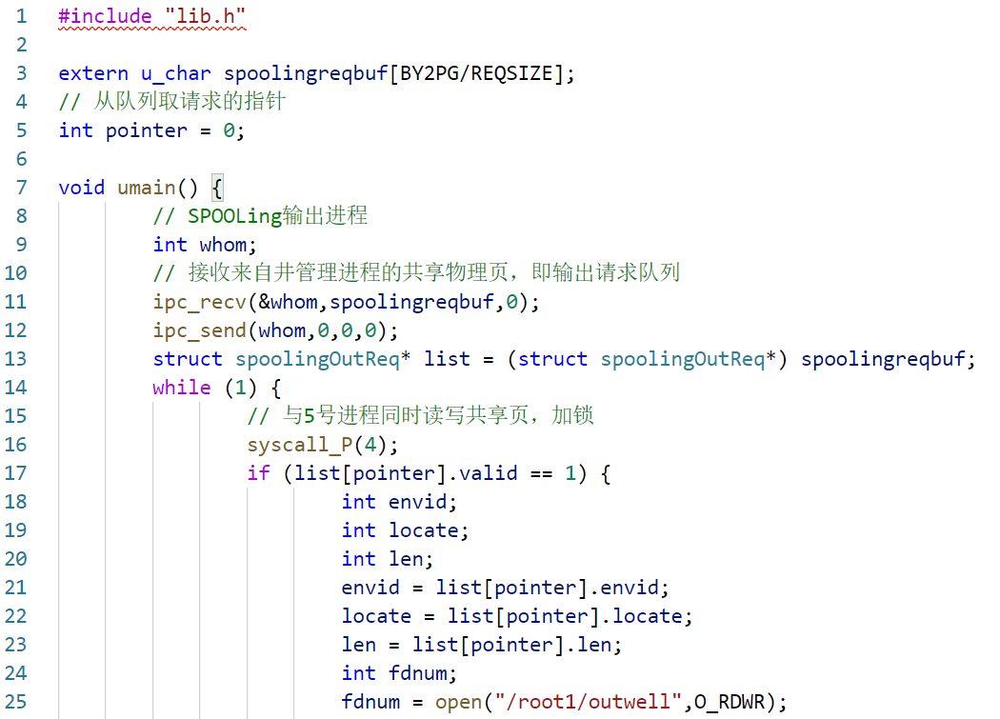 1 #include "lib.h"
2
3 extern u_char spoolingreqbuf[BY2PG/REQSIZE];
4 // 从队列取请求的指针
5 int pointer = 0;
6
7 void umain() {
8 // SPOOLing输出进程
9 int whom;
10 // 接收来自井管理进程的共享物理页，即输出请求队列
11 ipc_recv(&whom,spoolingreqbuf,0);
12 ipc_send(whom,0,0,0);
13 struct spoolingOutReq* list = (struct spoolingOutReq*) spoolingreqbuf;
14 while (1) {
15 // 与5号进程同时读写共享页，加锁
16 syscall_P(4);
17 if (list[pointer].valid == 1) {
18 int envid;
19 int locate;
20 int len;
21 envid = list[pointer].envid;
22 locate = list[pointer].locate;
23 len = list[pointer].len;
24 int fdnum;
25 fdnum = open("/root1/outwell",O_RDWR);